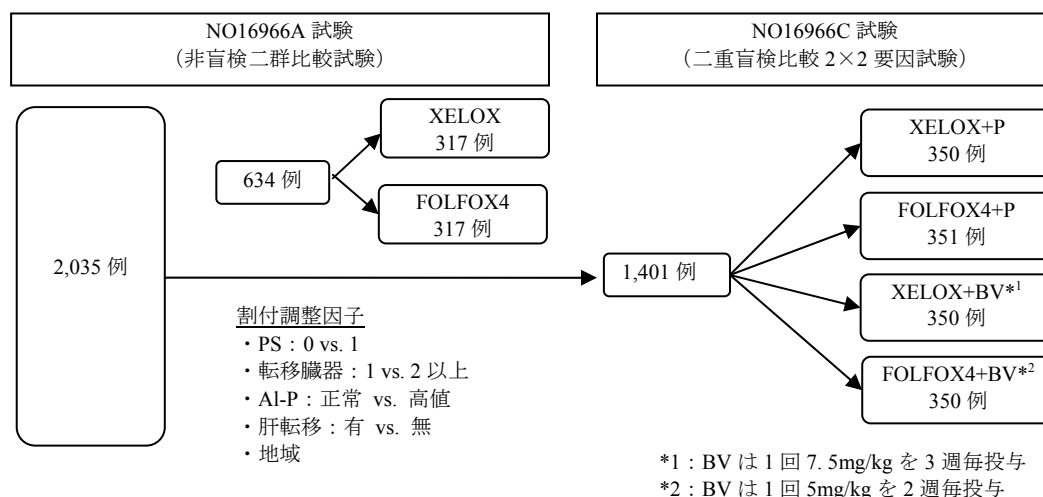 NO16966A 試験
（非盲検二群比較試験）
NO16966C 試験
（二重盲検比較 2×2 要因試験）
2,035 例
634 例
XELOX
317 例
FOLFOX4
317 例
割付調整因子
・PS：0 vs. 1
・転移臓器：1 vs. 2 以上
・Al-P：正常 vs. 高値
・肝転移：有 vs. 無
・地域
1,401 例
XELOX+P
350 例
FOLFOX4+P
351 例
XELOX+BV*1
350 例
FOLFOX4+BV*2
350 例
*1：BV は 1 回 7. 5mg/kg を 3 週毎投与
*2：BV は 1 回 5mg/kg を 2 週毎投与